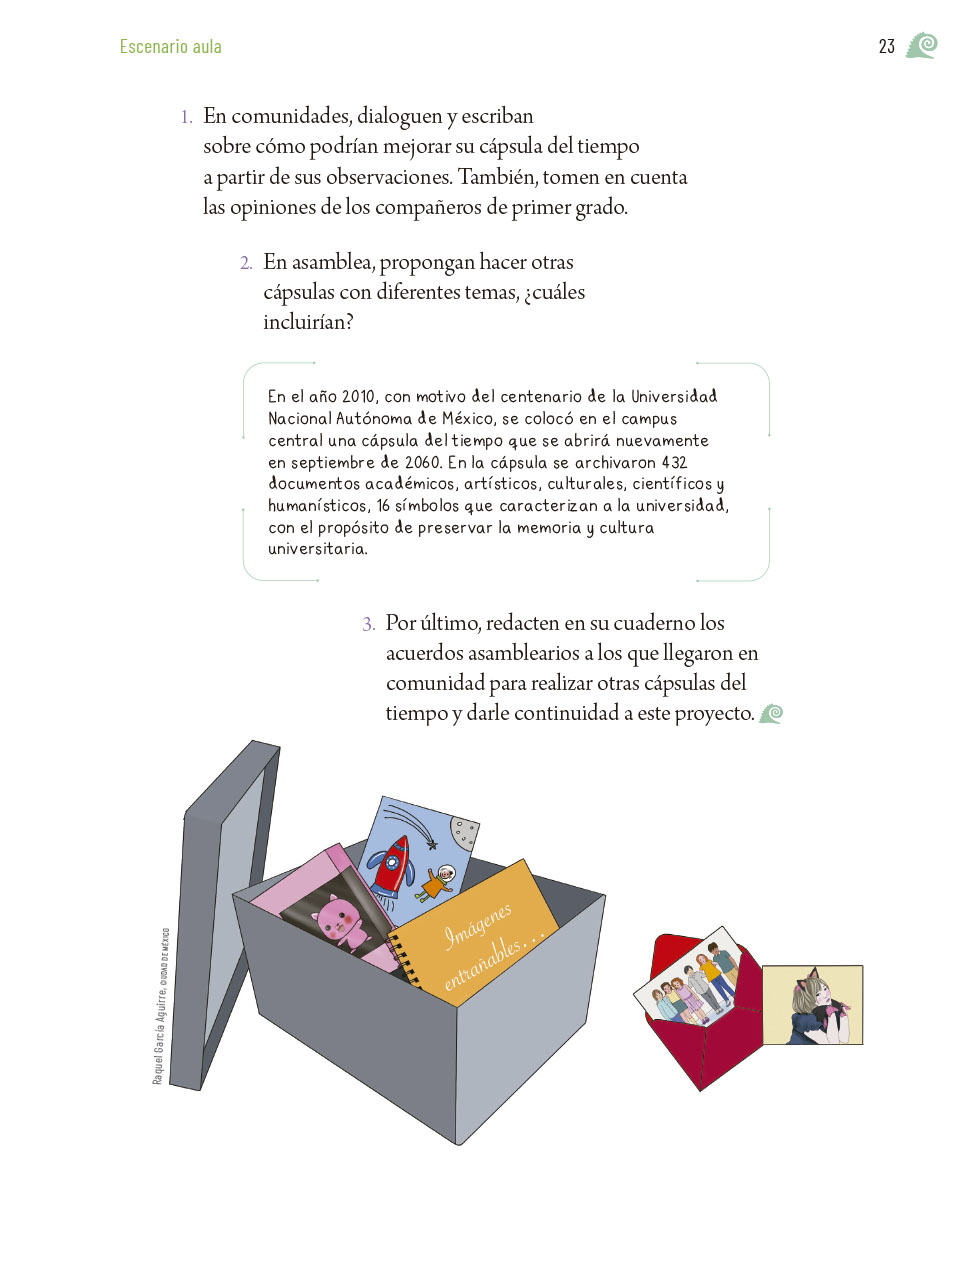 Escenario aula
23
1. En comunidades, dialoguen y escriban
sobre cómo podrían mejorar su cápsula del tiempo
a partir de sus observaciones. También, tomen en cuenta
las opiniones de los compañeros de primer grado.
2. En asamblea, propongan hacer otras
cápsulas con diferentes temas, ¿cuáles
incluirían?
En el año 2010, con motivo del centenario de la Universidad
Nacional Autónoma de México, se colocó en el campus
central una cápsula del tiempo que se abrirá nuevamente
en septiembre de 2060. En la cápsula se archivaron 432
documentos académicos, artísticos, culturales, científicos y
humanísticos, 16 símbolos que caracterizan a la universidad,
con el propósito de preservar la memoria y cultura
universitaria.
3. Por último, redacten en su cuaderno los
acuerdos asamblearios a los que llegaron en
comunidad para realizar otras cápsulas del
tiempo y darle continuidad a este proyecto.
Imágenes
entrañables...
Raquel García Aguirre, CIUDAD DE MÉXICO